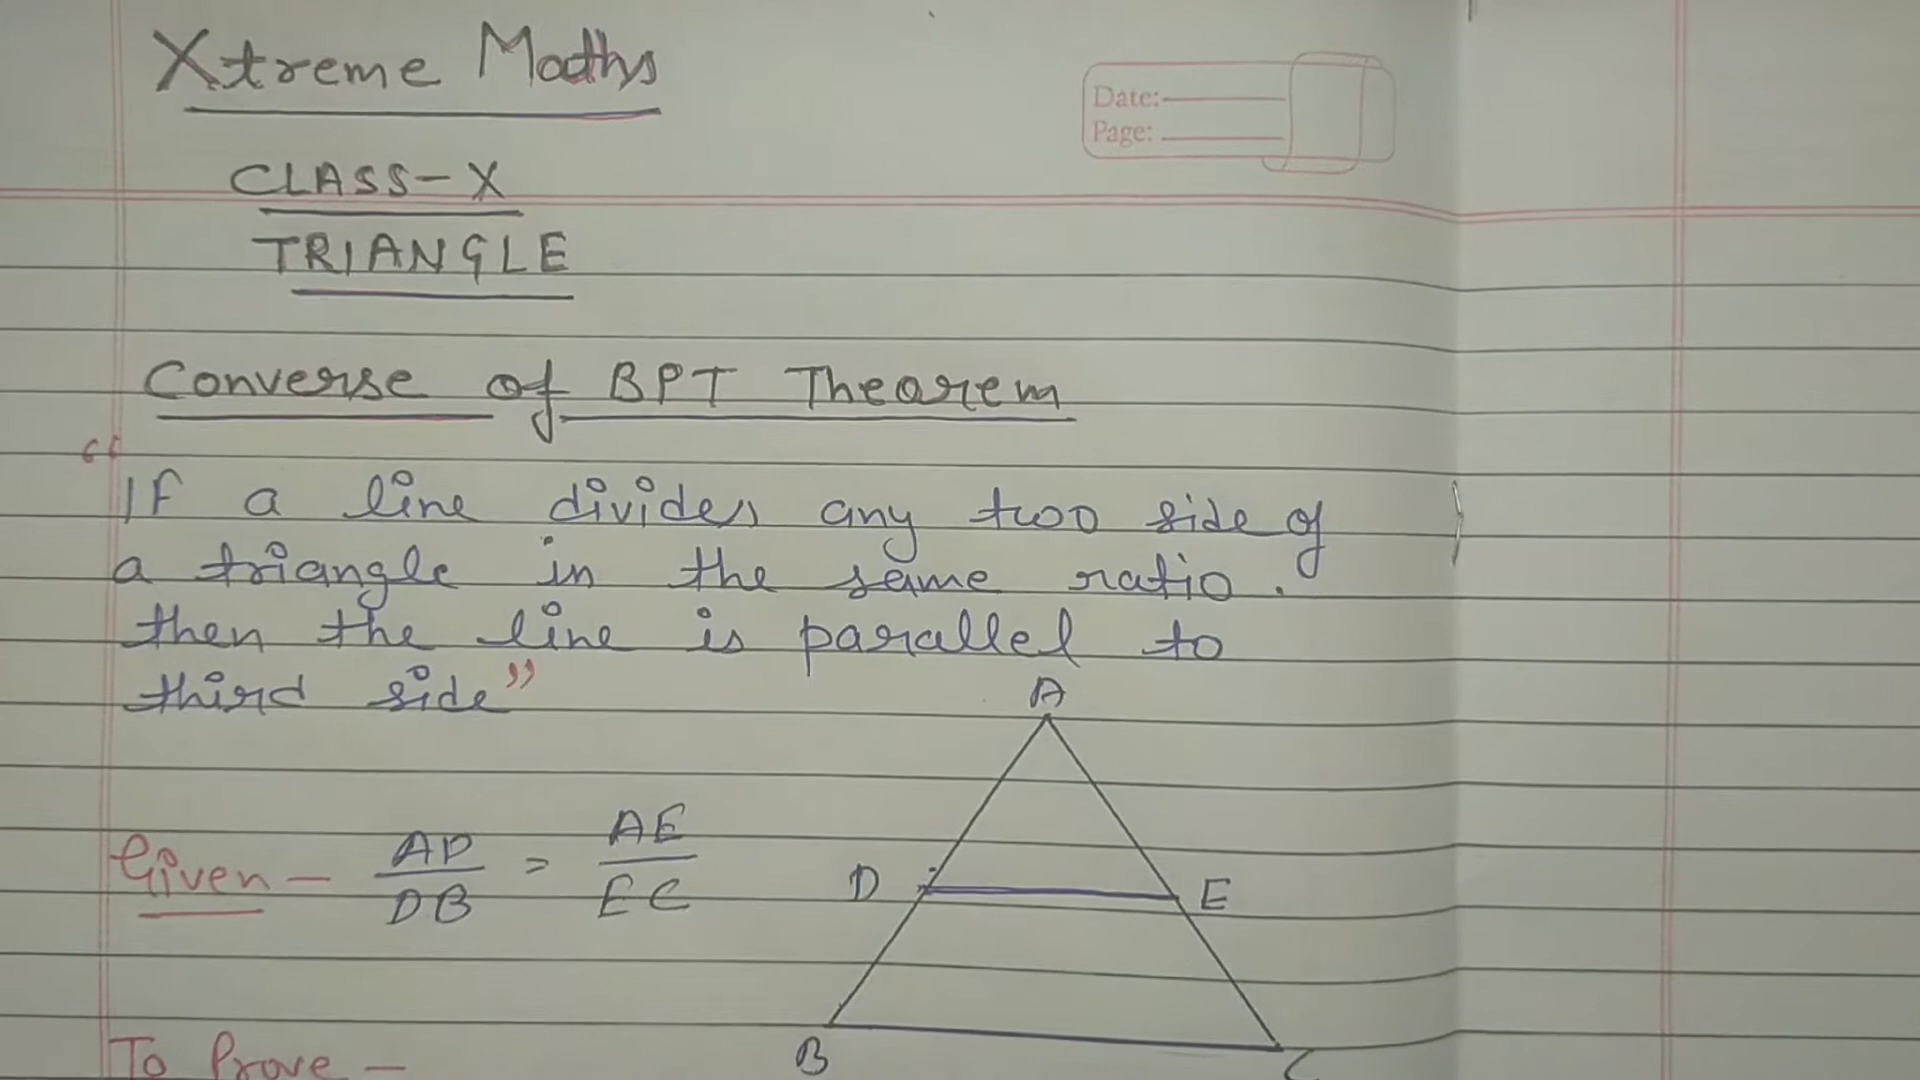 Xtreme Maths
Date:
Page:
CLASS-X
TRIANGLE
Converse of BPT Theorem
"If a line divides any two side of
a triangle in the same ratio.
then the line is parallel to
third side"
A
Given - AD/DB = AE/EC
D E
B C
To Prove -